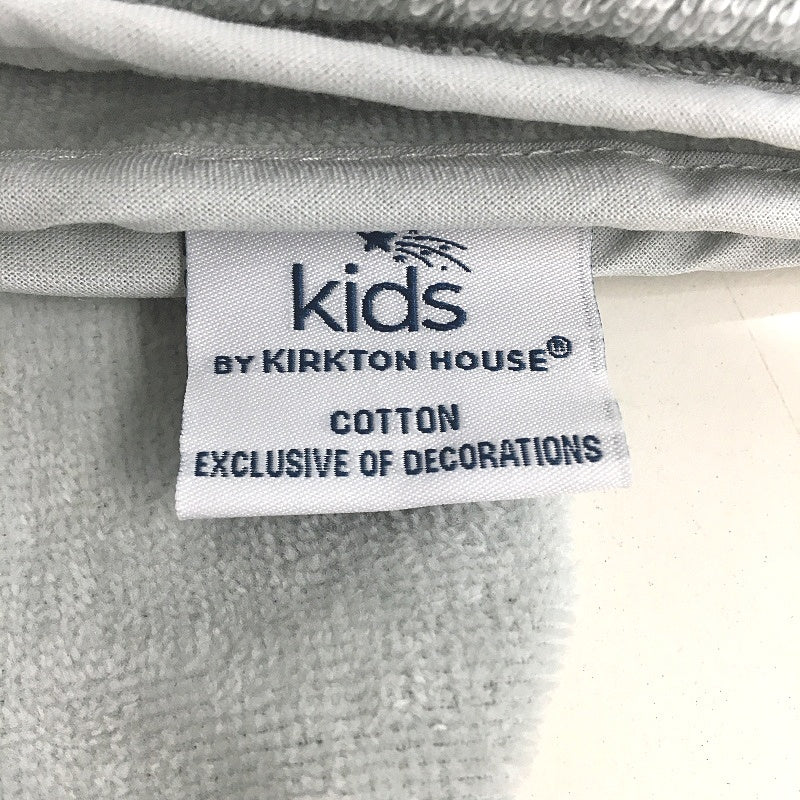 kids
BY KIRKTON HOUSE®
COTTON
EXCLUSIVE OF DECORATIONS